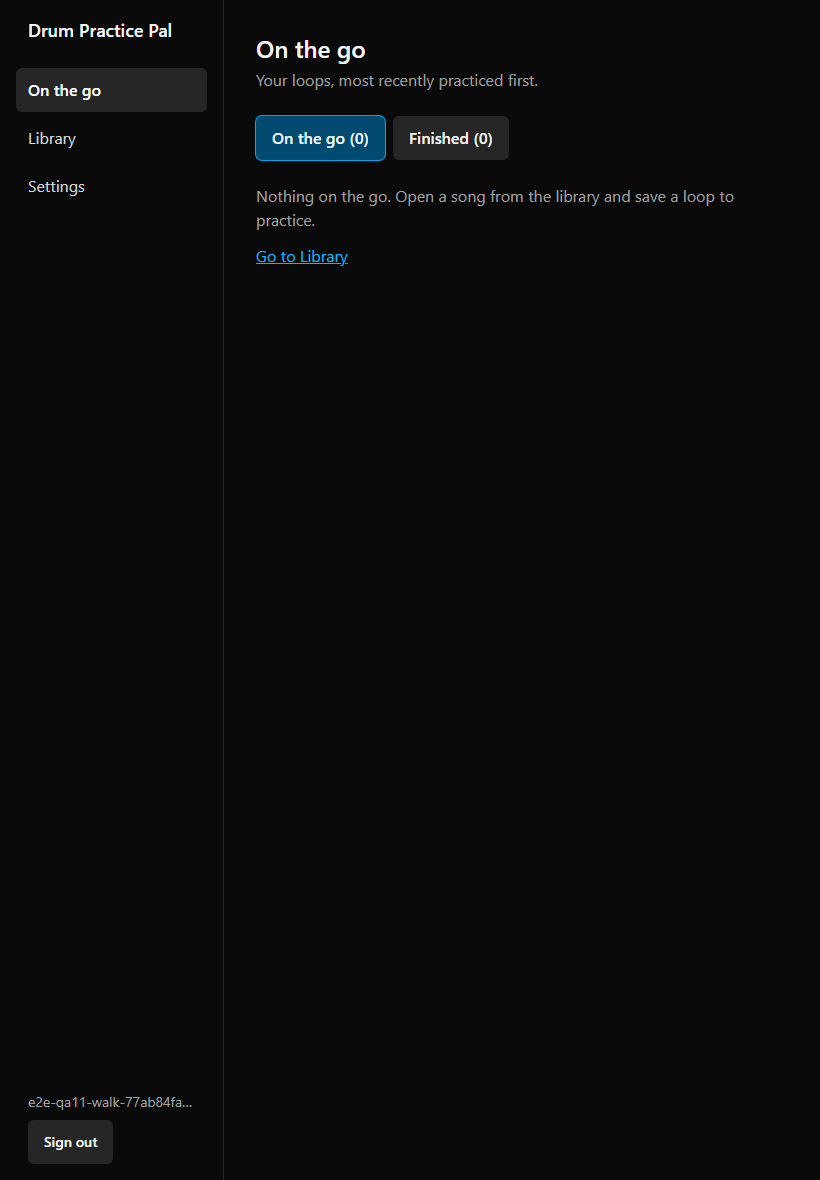 Drum Practice Pal
On the go
Library
Settings
On the go
Your loops, most recently practiced first.
On the go (0)
Finished (0)
Nothing on the go. Open a song from the library and save a loop to
practice.
Go to Library
e2e-qa11-walk-77ab84fa...
Sign out